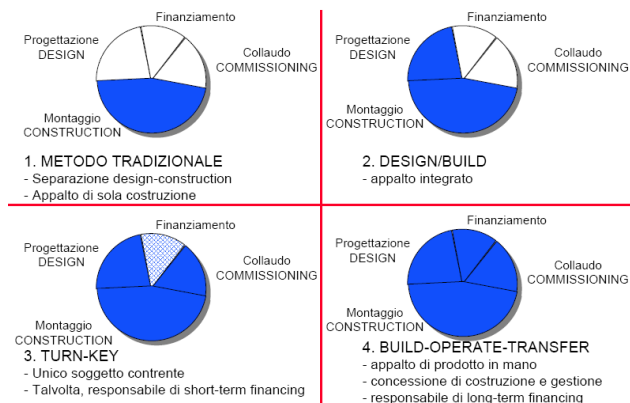 Finanziamento
Progettazione
DESIGN
Collaudo
COMMISSIONING
Montaggio
CONSTRUCTION
1. METODO TRADIZIONALE
- Separazione design-construction
- Appalto di sola costruzione
Finanziamento
Progettazione
DESIGN
Collaudo
COMMISSIONING
Montaggio
CONSTRUCTION
2. DESIGN/BUILD
- appalto integrato
Finanziamento
Progettazione
DESIGN
Collaudo
COMMISSIONING
Montaggio
CONSTRUCTION
3. TURN-KEY
- Unico soggetto contrente
- Talvolta, responsabile di short-term financing
Finanziamento
Progettazione
DESIGN
Collaudo
COMMISSIONING
Montaggio
CONSTRUCTION
4. BUILD-OPERATE-TRANSFER
- appalto di prodotto in mano
- concessione di costruzione e gestione
- responsabile di long-term financing